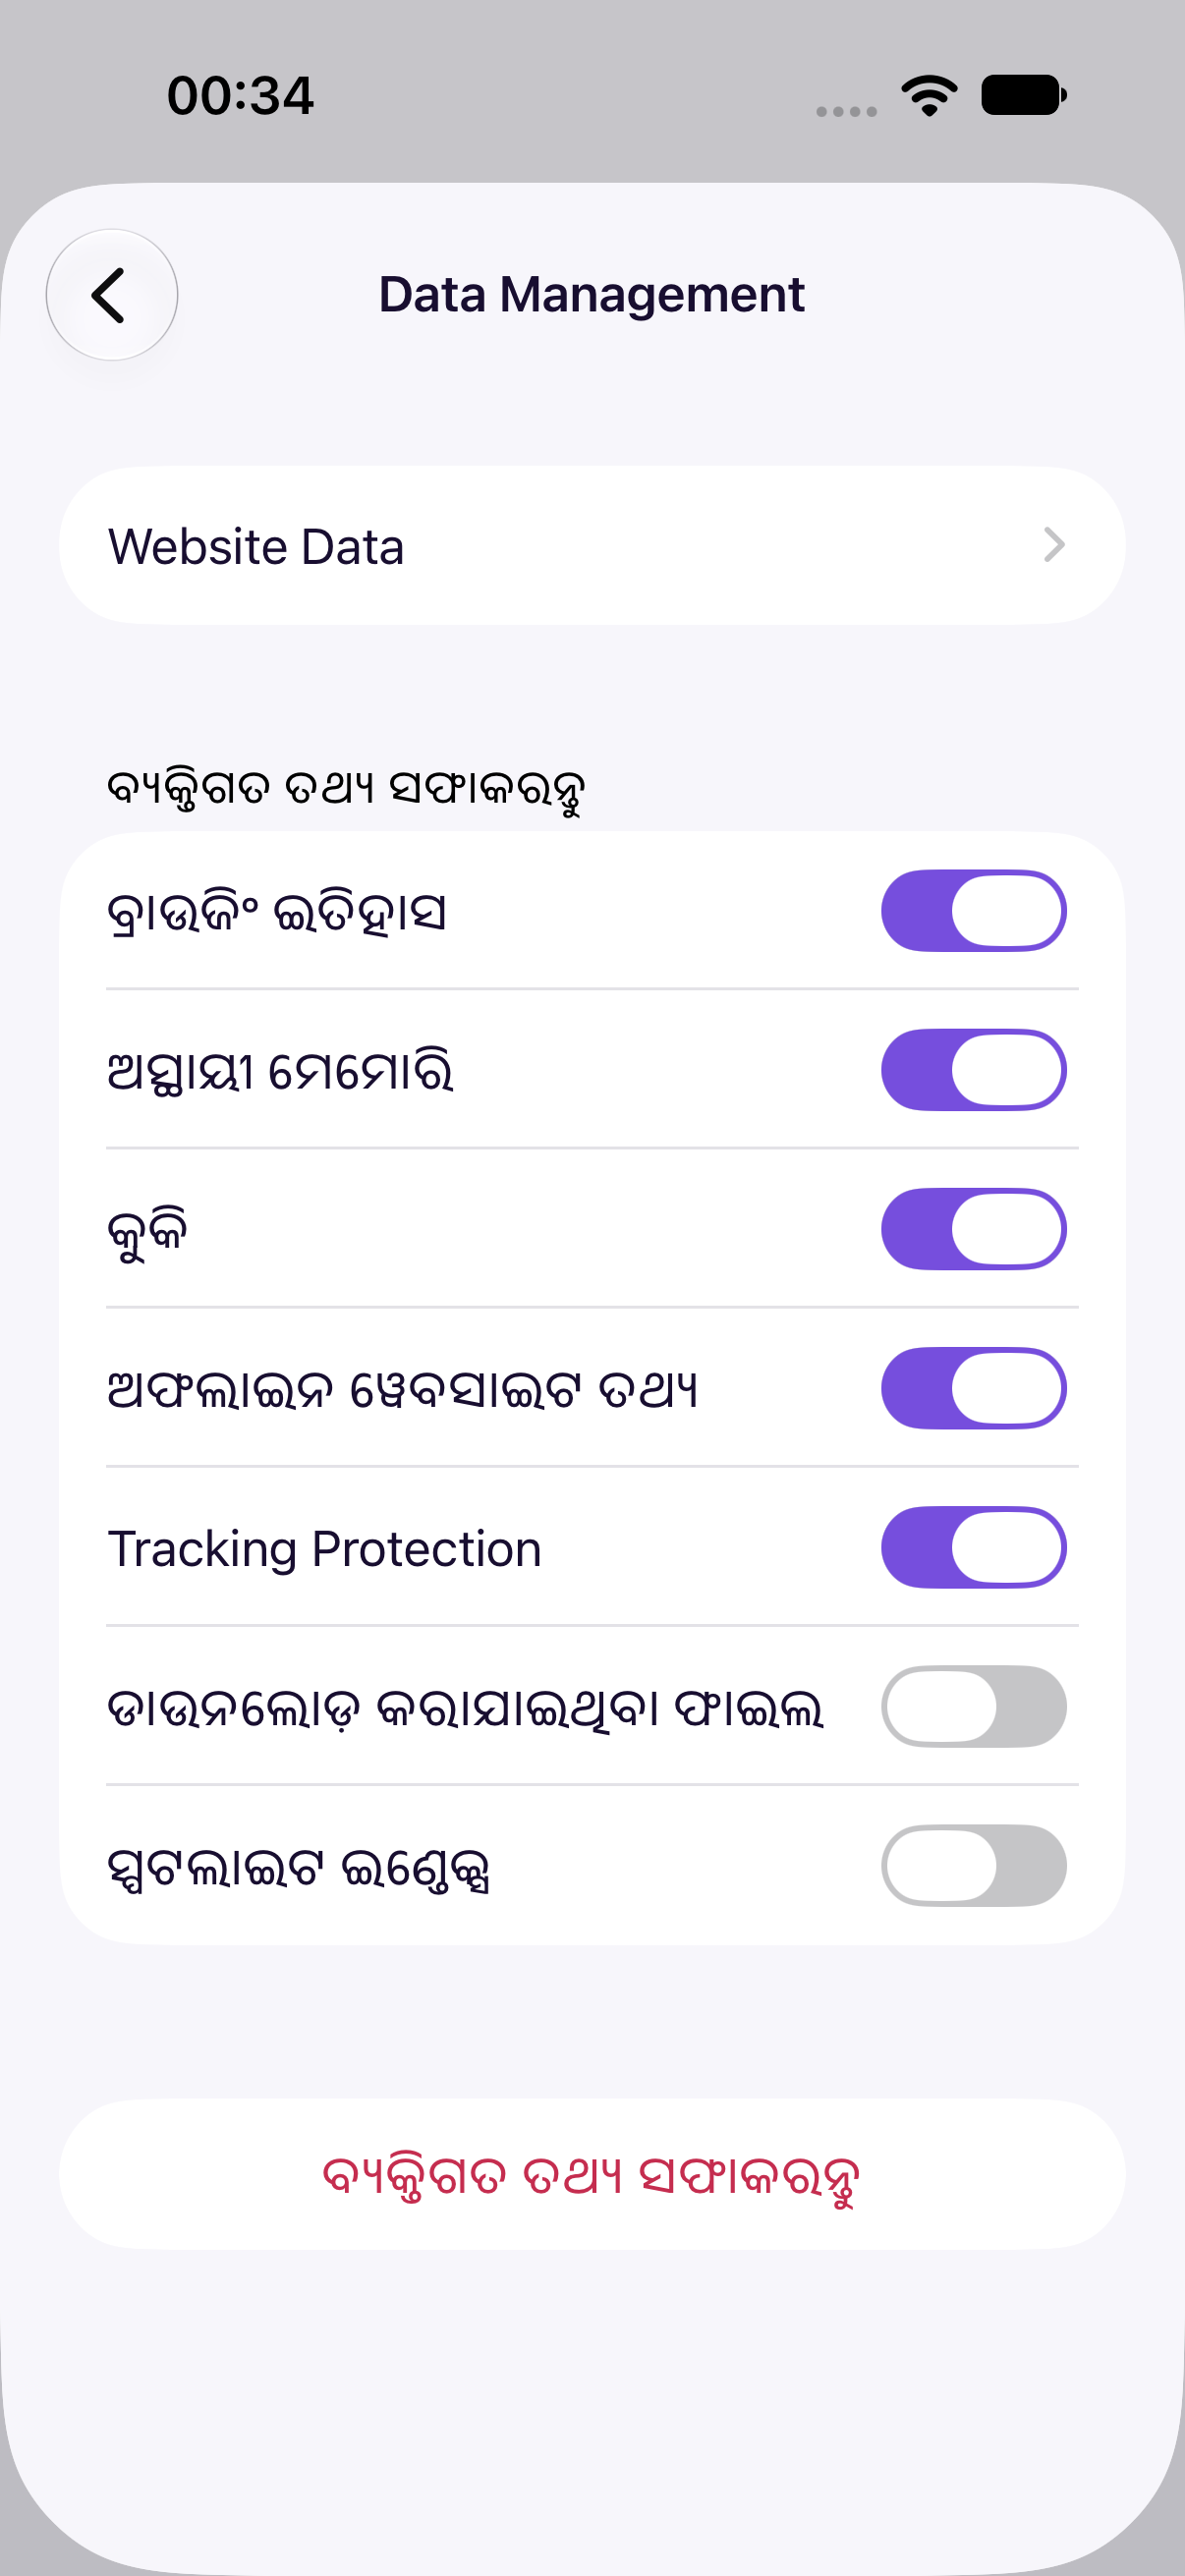 00:34
Data Management
Website Data
ବ୍ୟକ୍ତିଗତ ତଥ୍ୟ ସଫାକରନ୍ତୁ
ବ୍ରାଉଜିଂ ଇତିହାସ
ଅସ୍ଥାୟୀ ମେମୋରି
କୁକି
ଅଫଲାଇନ ୱେବସାଇଟ ତଥ୍ୟ
Tracking Protection
ଡାଉନଲୋଡ଼ କରାଯାଇଥିବା ଫାଇଲ
ସ୍ପଟଲାଇଟ ଇଣ୍ଡେକ୍ସ
ବ୍ୟକ୍ତିଗତ ତଥ୍ୟ ସଫାକରନ୍ତୁ